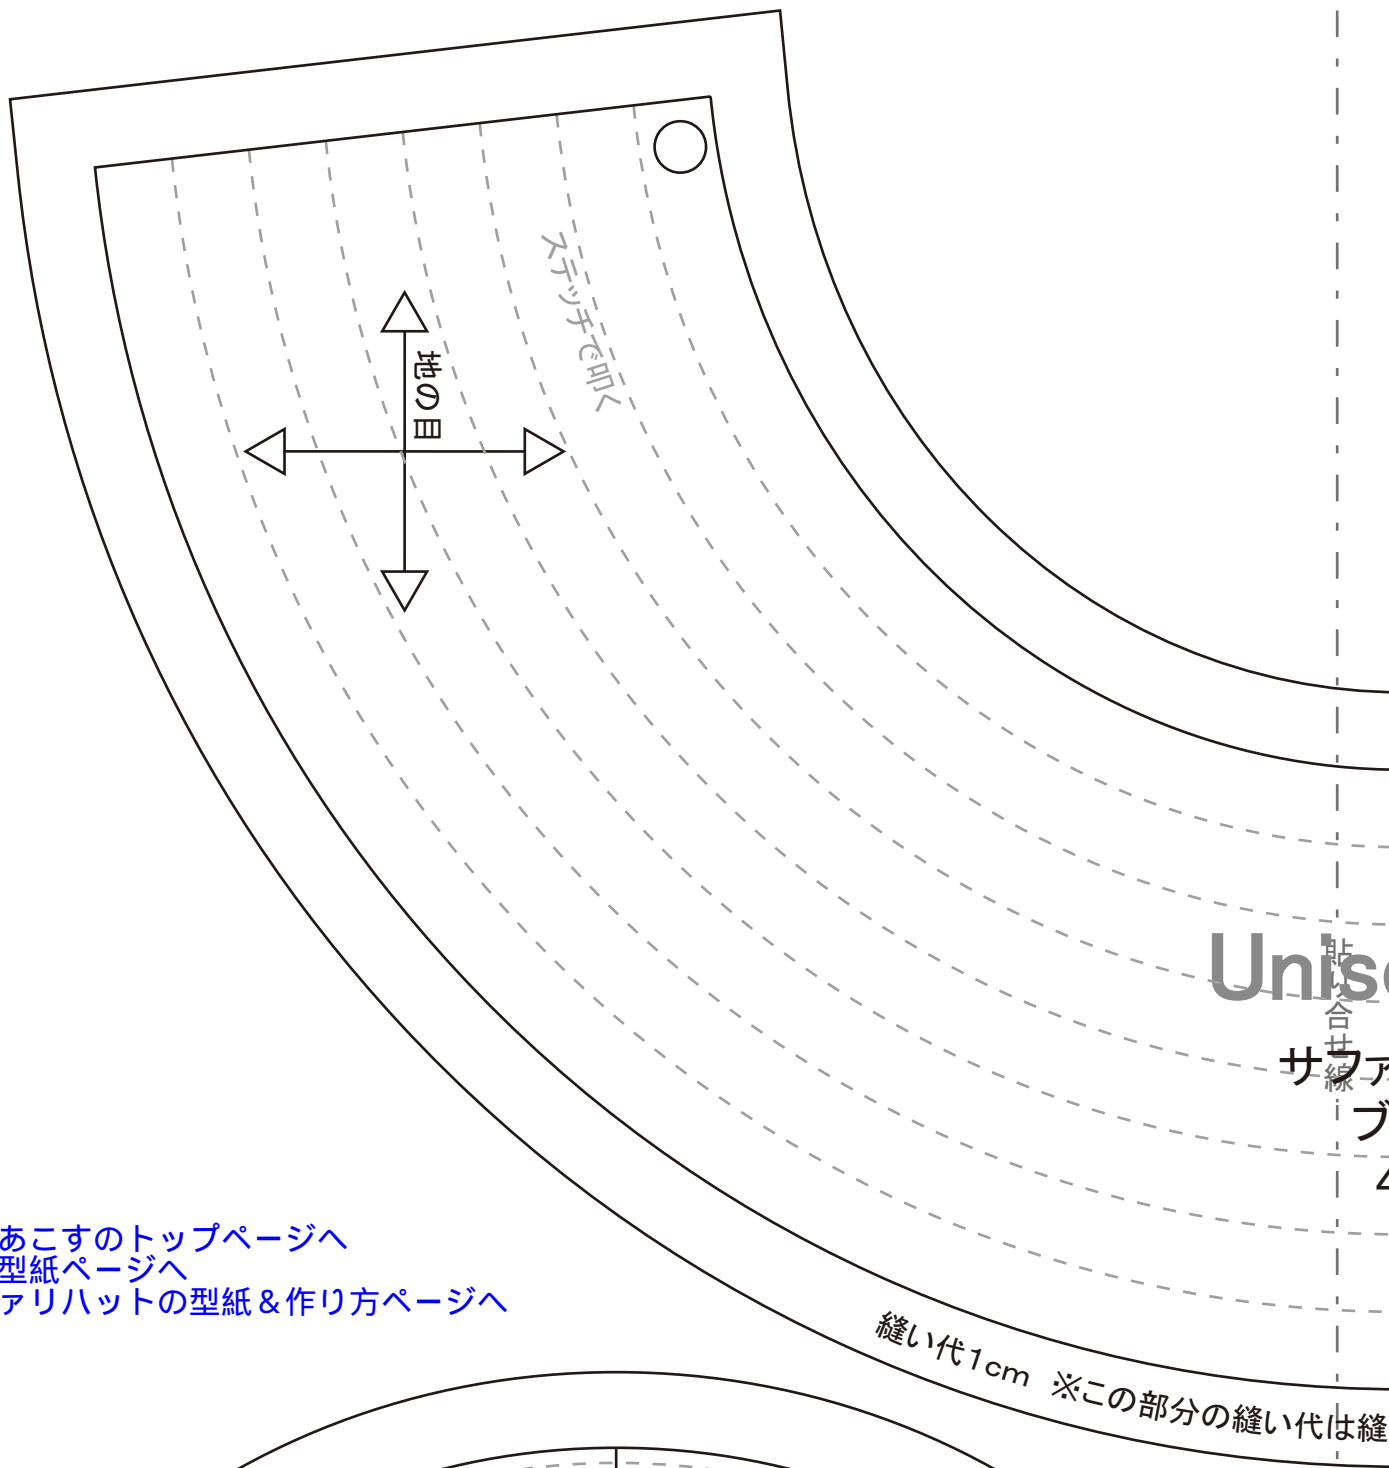 ステッチで叩く
地の目
Unis
貼り合せ線
サファ
ブ
あこすのトップページへ
型紙ページへ
ァリハットの型紙＆作り方ページへ
縫い代1cm ※この部分の縫い代は縫